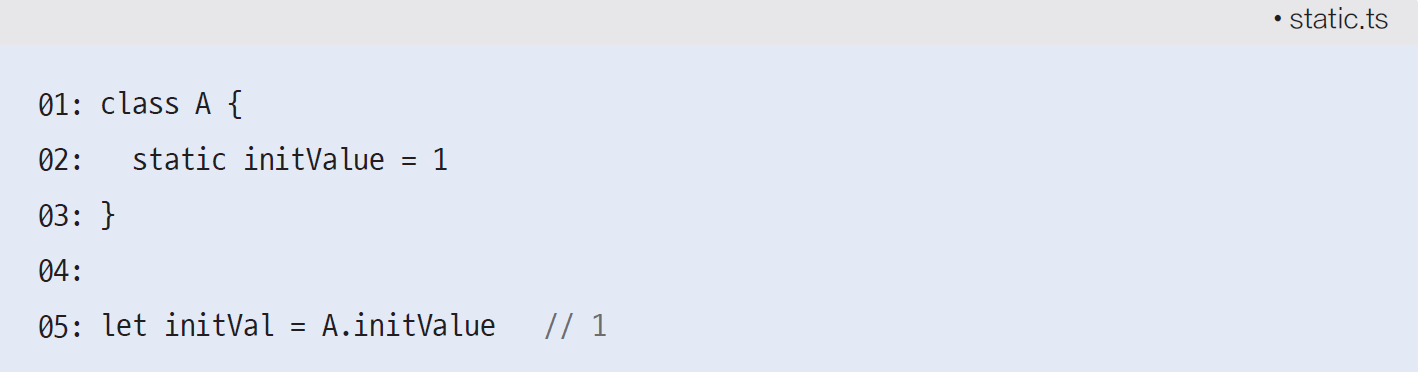 • static.ts
01: class A {
02:   static initValue = 1
03: }
04:
05: let initVal = A.initValue   // 1